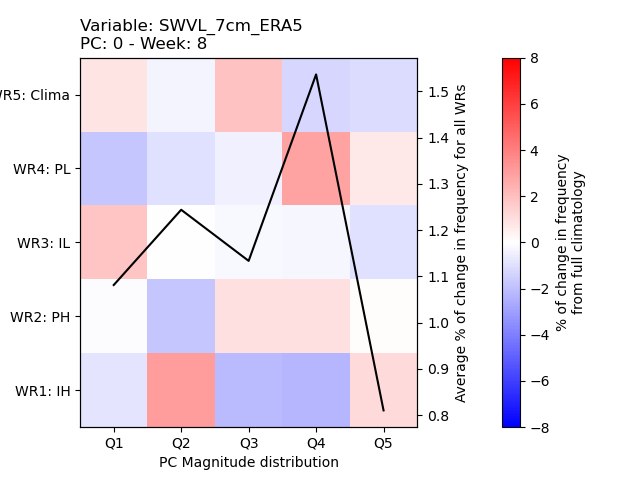 Variable: SWVL_7cm_ERA5
PC: 0 - Week: 8
WR5: Clima
WR4: PL
WR3: IL
WR2: PH
WR1: IH
Q1 Q2 Q3 Q4 Q5
PC Magnitude distribution
1.5
1.4
1.3
1.2
1.1
1.0
0.9
0.8
Average % of change in frequency for all WRs
8
6
4
2
0
−2
−4
−6
−8
% of change in frequency
from full climatology